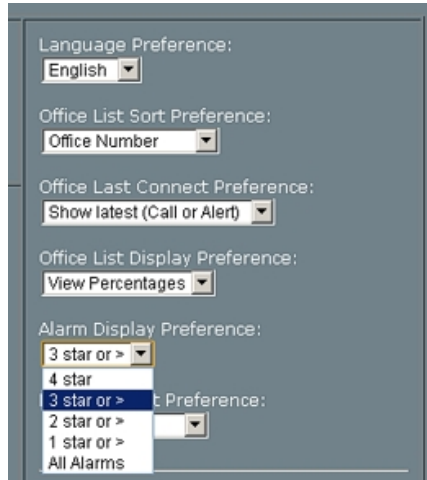 Language Preference:
English
Office List Sort Preference:
Office Number
Office Last Connect Preference:
Show latest (Call or Alert)
Office List Display Preference:
View Percentages
Alarm Display Preference:
3 star or >
4 star
3 star or >
t Preference:
2 star or >
1 star or >
All Alarms